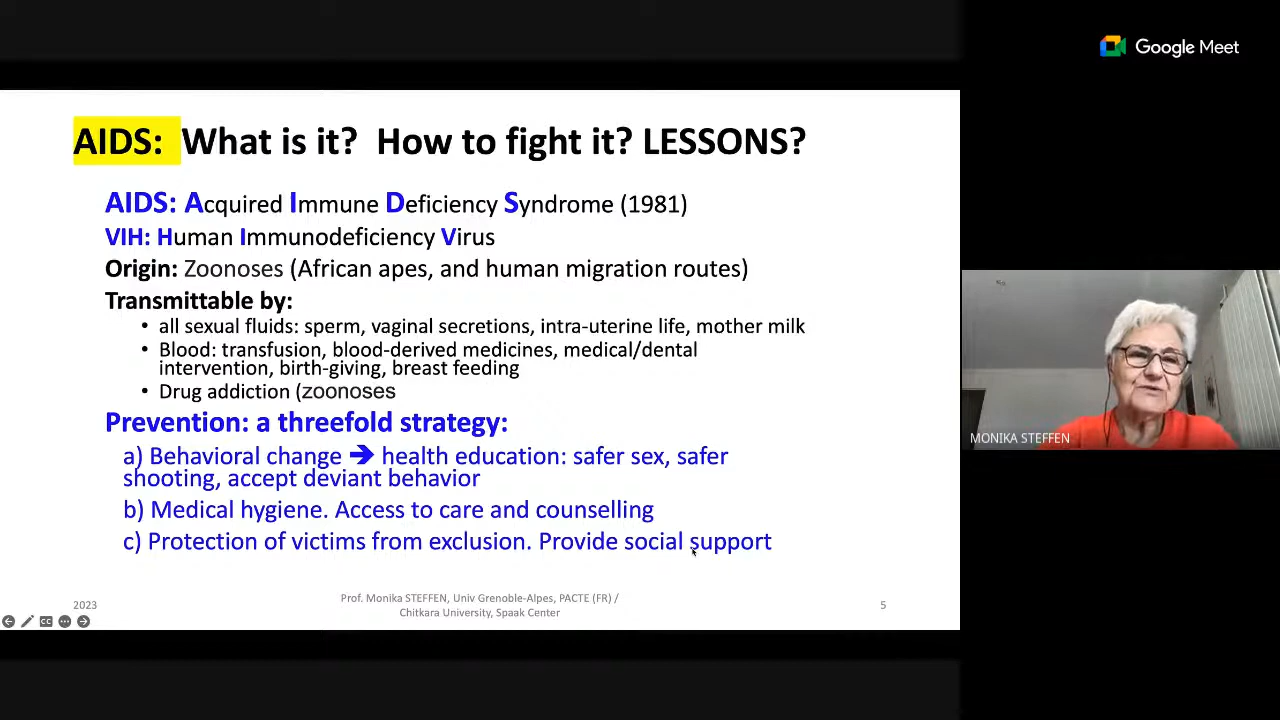 Google Meet
AIDS: What is it? How to fight it? LESSONS?
AIDS: Acquired Immune Deficiency Syndrome (1981)
VIH: Human Immunodeficiency Virus
Origin: Zoonoses (African apes, and human migration routes)
Transmittable by:
• all sexual fluids: sperm, vaginal secretions, intra-uterine life, mother milk
• Blood: transfusion, blood-derived medicines, medical/dental
intervention, birth-giving, breast feeding
• Drug addiction (zoonoses
Prevention: a threefold strategy:
a) Behavioral change ➔ health education: safer sex, safer
shooting, accept deviant behavior
b) Medical hygiene. Access to care and counselling
c) Protection of victims from exclusion. Provide social support
MONIKA STEFFEN
2023
Prof. Monika STEFFEN, Univ Grenoble-Alpes, PACTE (FR) /
Chitkara University, Spaak Center
5
CC